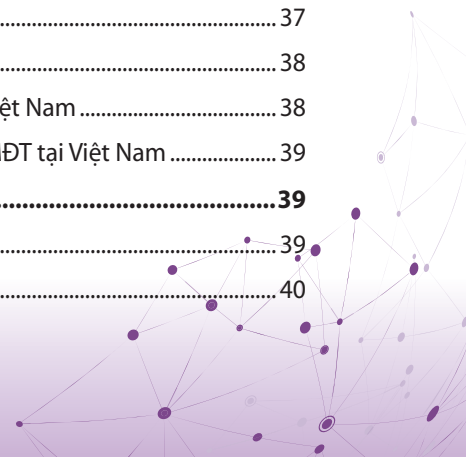 .......................................................... 37
.......................................................... 38
ệt Nam .......................................................... 38
ĐT tại Việt Nam ................................ 39
.......................................................... 39
.......................................................... 39
.......................................................... 40